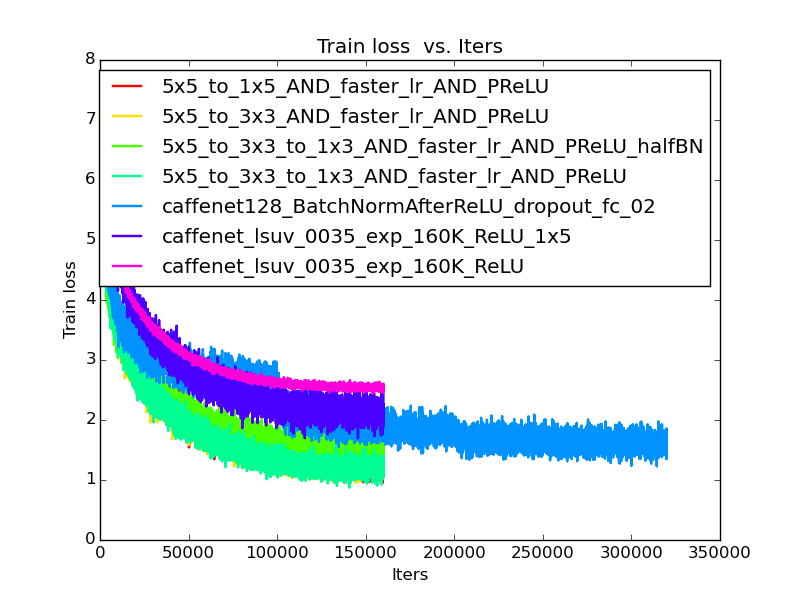 Train loss  vs. Iters
8
7
6
5
4
3
2
1
0
Train loss
5x5_to_1x5_AND_faster_lr_AND_PReLU
5x5_to_3x3_AND_faster_lr_AND_PReLU
5x5_to_3x3_to_1x3_AND_faster_lr_AND_PReLU_halfBN
5x5_to_3x3_to_1x3_AND_faster_lr_AND_PReLU
caffenet128_BatchNormAfterReLU_dropout_fc_02
caffenet_lsuv_0035_exp_160K_ReLU_1x5
caffenet_lsuv_0035_exp_160K_ReLU
0 50000 100000 150000 200000 250000 300000 350000
Iters